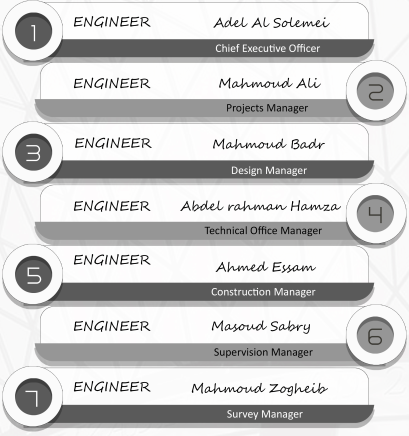 1 ENGINEER Adel Al Solemei
Chief Executive Officer
ENGINEER Mahmoud Ali 2
Projects Manager
3 ENGINEER Mahmoud Badr
Design Manager
ENGINEER Abdel rahman Hamza 4
Technical Office Manager
5 ENGINEER Ahmed Essam
Construction Manager
ENGINEER Masoud Sabry 6
Supervision Manager
7 ENGINEER Mahmoud Zogheib
Survey Manager